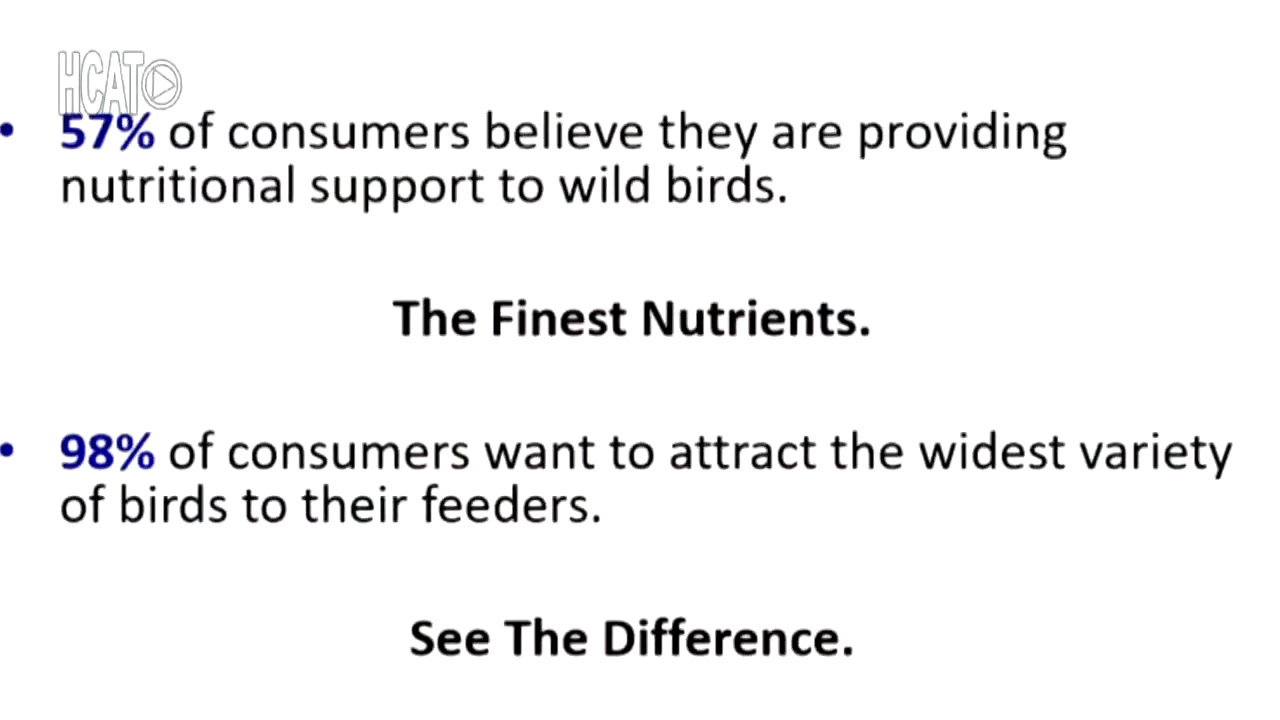 HCAT
• 57% of consumers believe they are providing
nutritional support to wild birds.
The Finest Nutrients.
• 98% of consumers want to attract the widest variety
of birds to their feeders.
See The Difference.